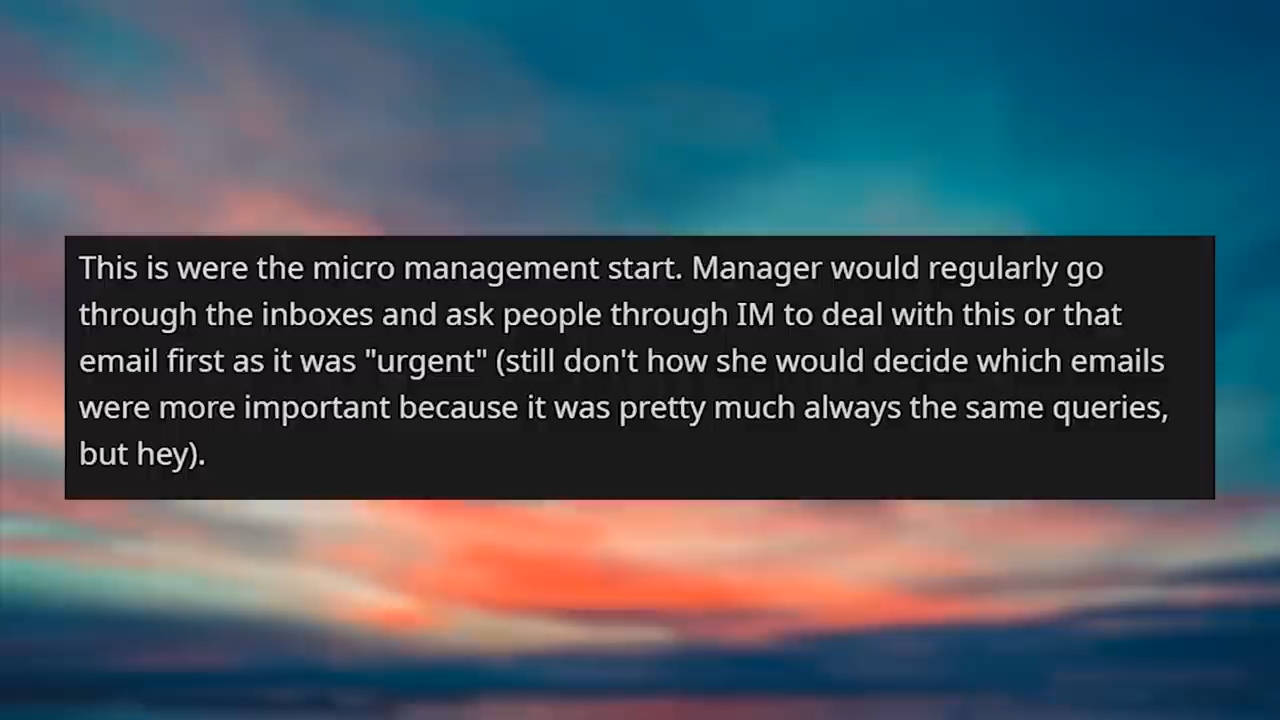 This is were the micro management start. Manager would regularly go
through the inboxes and ask people through IM to deal with this or that
email first as it was "urgent" (still don't how she would decide which emails
were more important because it was pretty much always the same queries,
but hey).